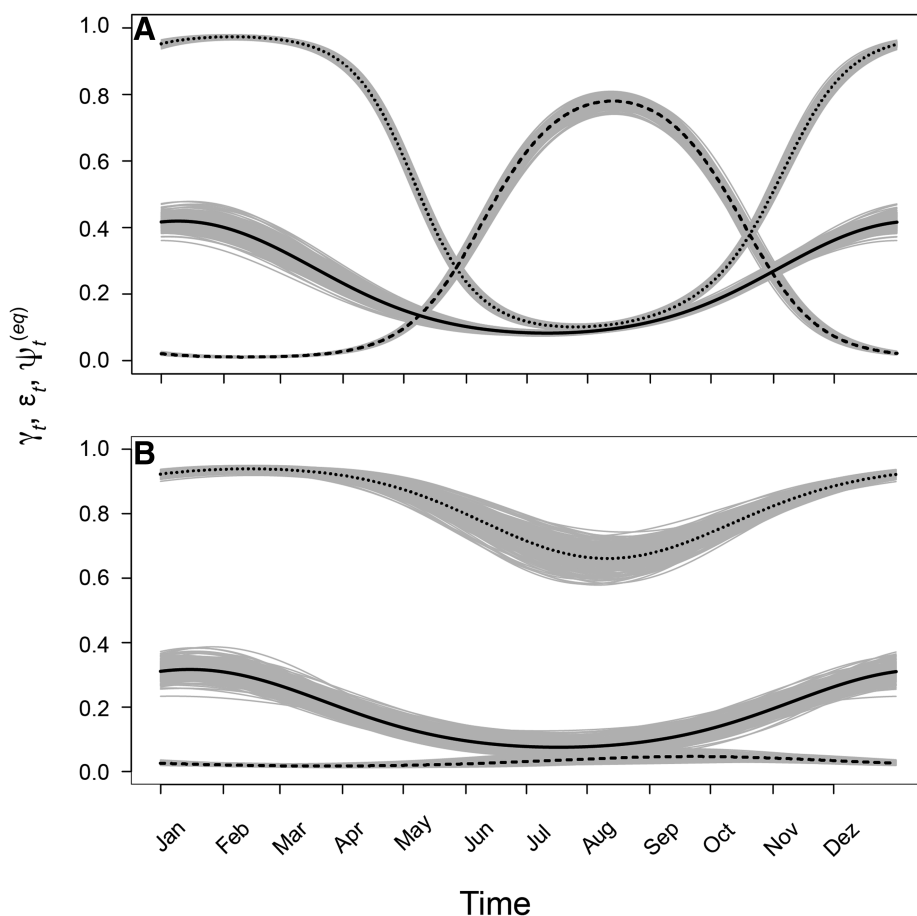 A
1.0
0.8
0.6
0.4
0.2
0.0
γt, εt, ψt(eq)
B
1.0
0.8
0.6
0.4
0.2
0.0
Jan Feb Mar Apr May Jun Jul Aug Sep Oct Nov Dez
Time